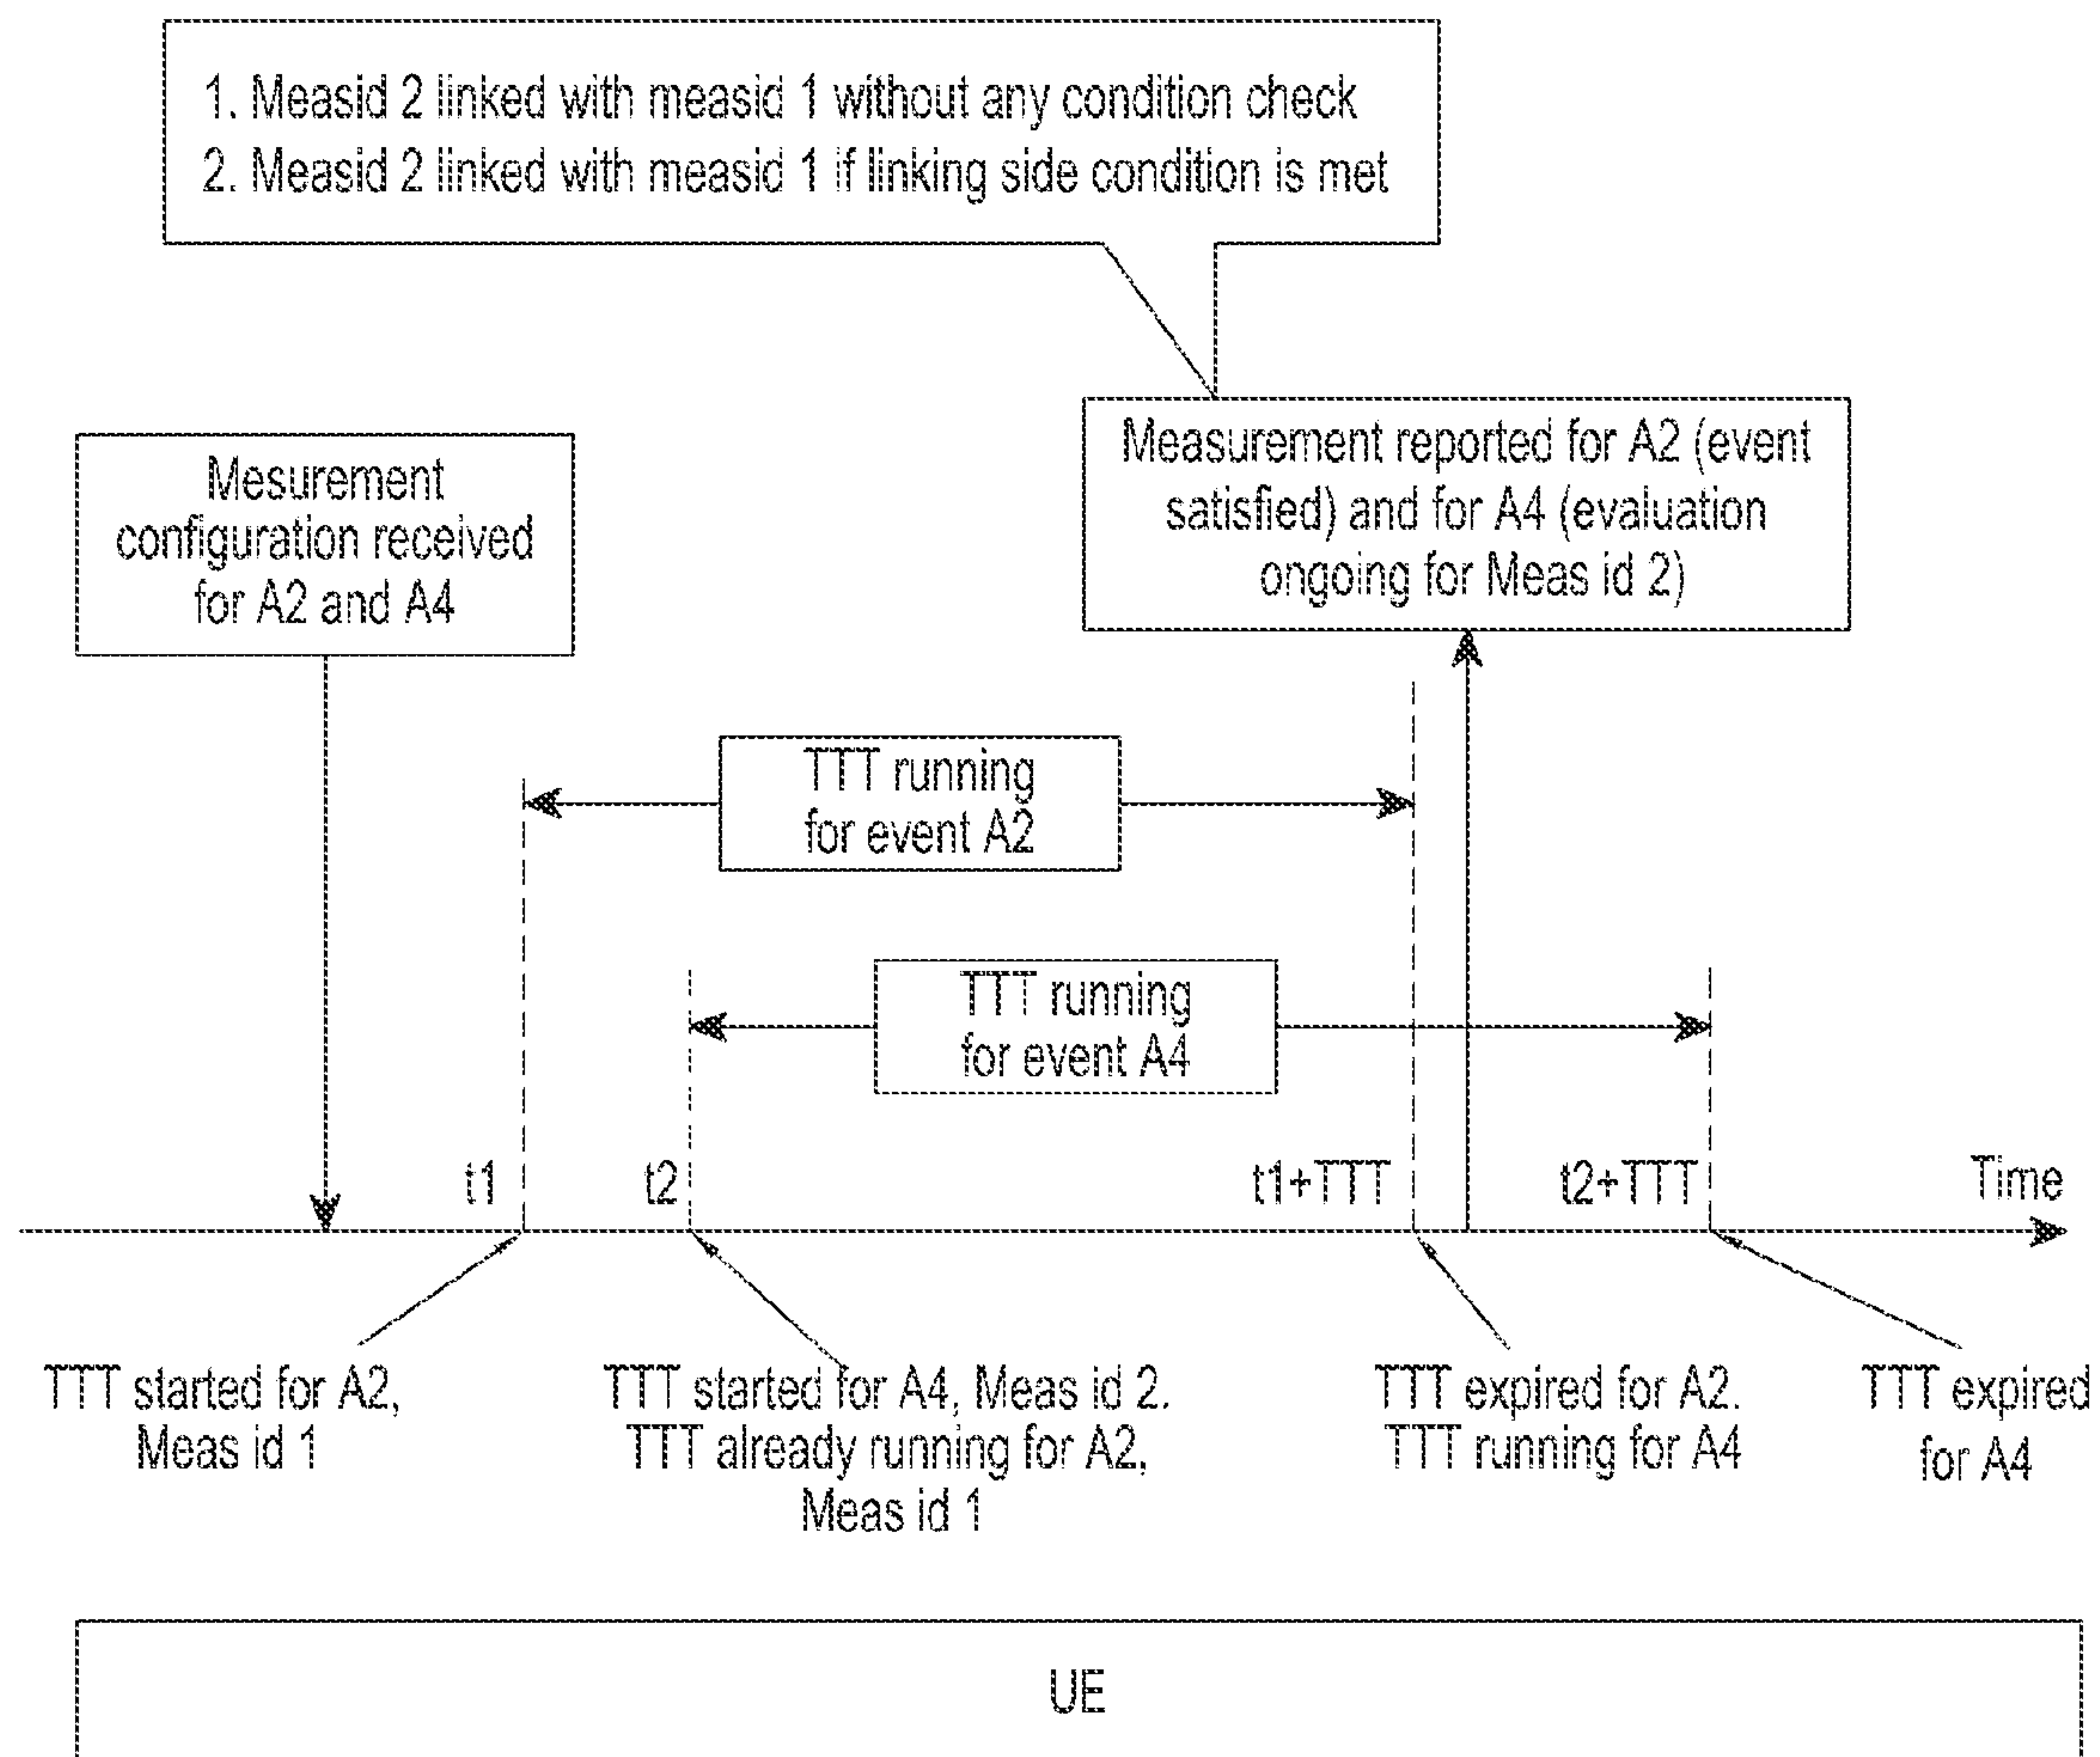 1. Measid 2 linked with measid 1 without any condition check
2. Measid 2 linked with measid 1 if linking side condition is met
Mesurement
configuration received
for A2 and A4
Measurement reported for A2 (event
satisfied) and for A4 (evaluation
ongoing for Meas id 2)
TTT running
for event A2
TTT running
for event A4
t1
t2
t1+TTT
t2+TTT
Time
TTT started for A2,
Meas id 1
TTT started for A4, Meas id 2.
TTT already running for A2,
Meas id 1
TTT expired for A2.
TTT running for A4
TTT expired
for A4
UE